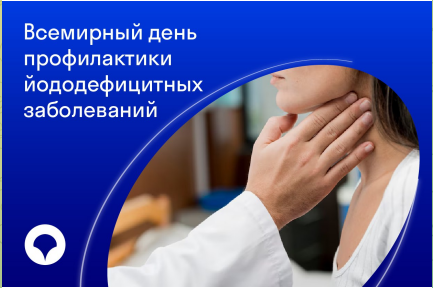 Всемирный день
профилактики
йододефицитных
заболеваний